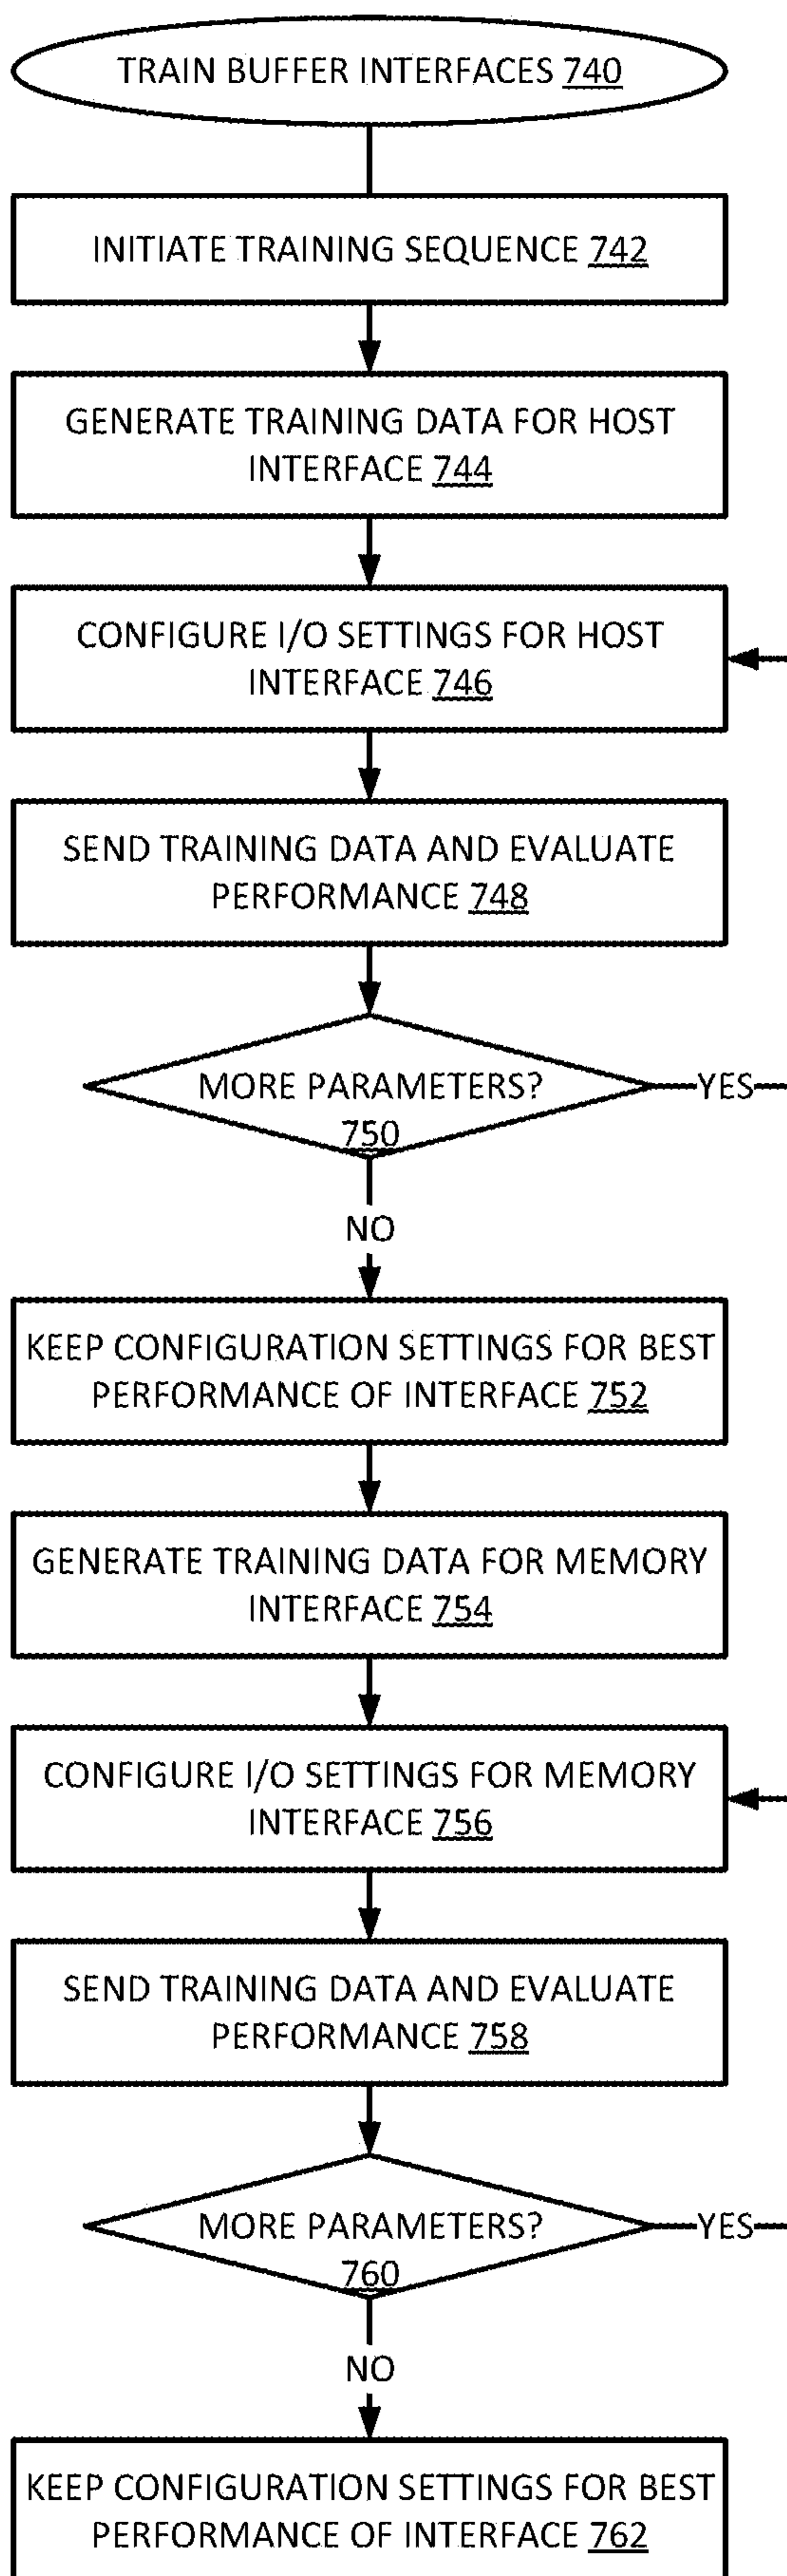 TRAIN BUFFER INTERFACES 740
INITIATE TRAINING SEQUENCE 742
GENERATE TRAINING DATA FOR HOST
INTERFACE 744
CONFIGURE I/O SETTINGS FOR HOST
INTERFACE 746
SEND TRAINING DATA AND EVALUATE
PERFORMANCE 748
MORE PARAMETERS?
750
YES
NO
KEEP CONFIGURATION SETTINGS FOR BEST
PERFORMANCE OF INTERFACE 752
GENERATE TRAINING DATA FOR MEMORY
INTERFACE 754
CONFIGURE I/O SETTINGS FOR MEMORY
INTERFACE 756
SEND TRAINING DATA AND EVALUATE
PERFORMANCE 758
MORE PARAMETERS?
760
YES
NO
KEEP CONFIGURATION SETTINGS FOR BEST
PERFORMANCE OF INTERFACE 762